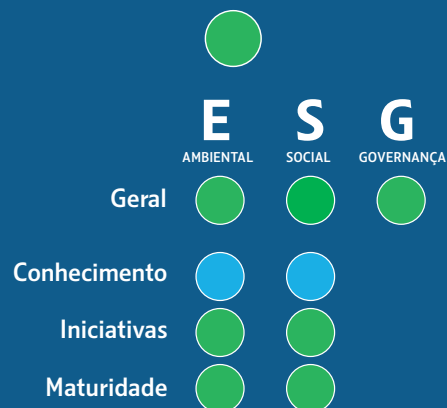 E S G
AMBIENTAL SOCIAL GOVERNANÇA
Geral
Conhecimento
Iniciativas
Maturidade